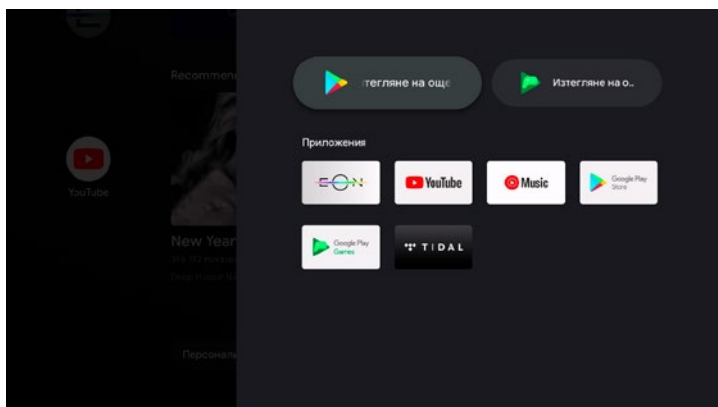 Recommen
YouTube
New Year
Персонал
тегляне на още
Изтегляне на о..
Приложения
EON
YouTube
Music
Google Play
Store
Google Play
Games
TIDAL